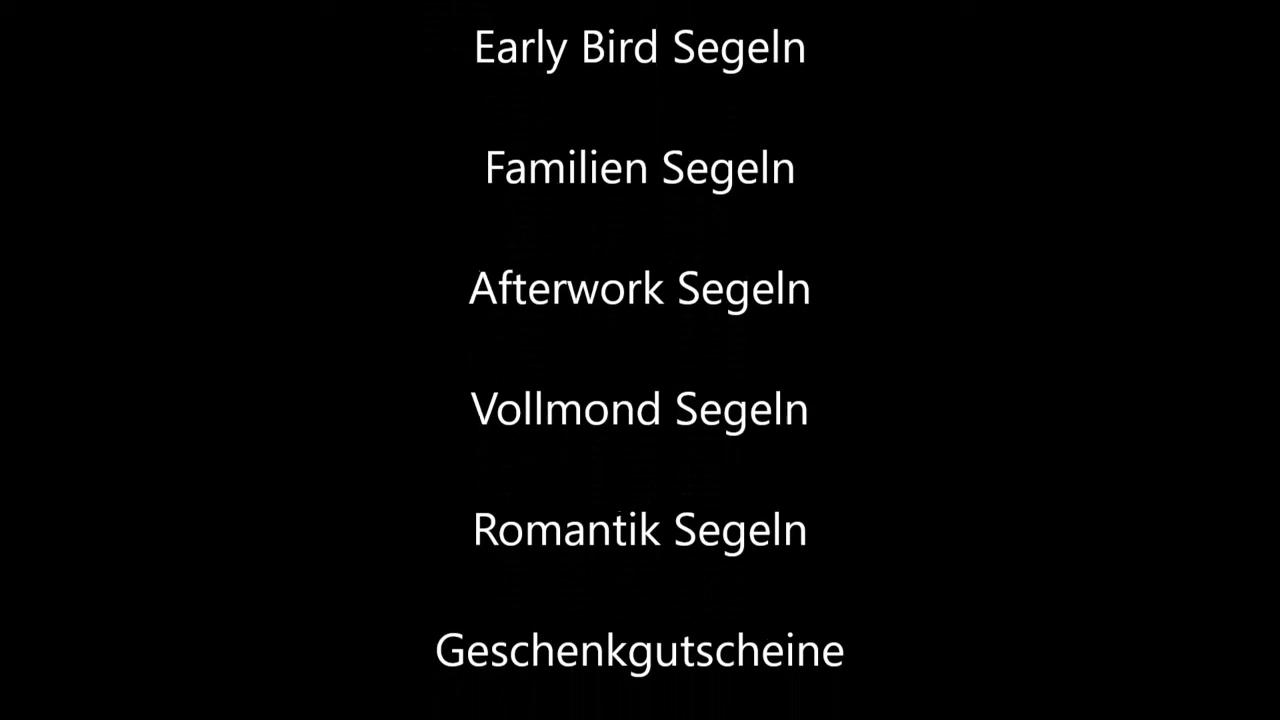 Early Bird Segeln
Familien Segeln
Afterwork Segeln
Vollmond Segeln
Romantik Segeln
Geschenkgutscheine